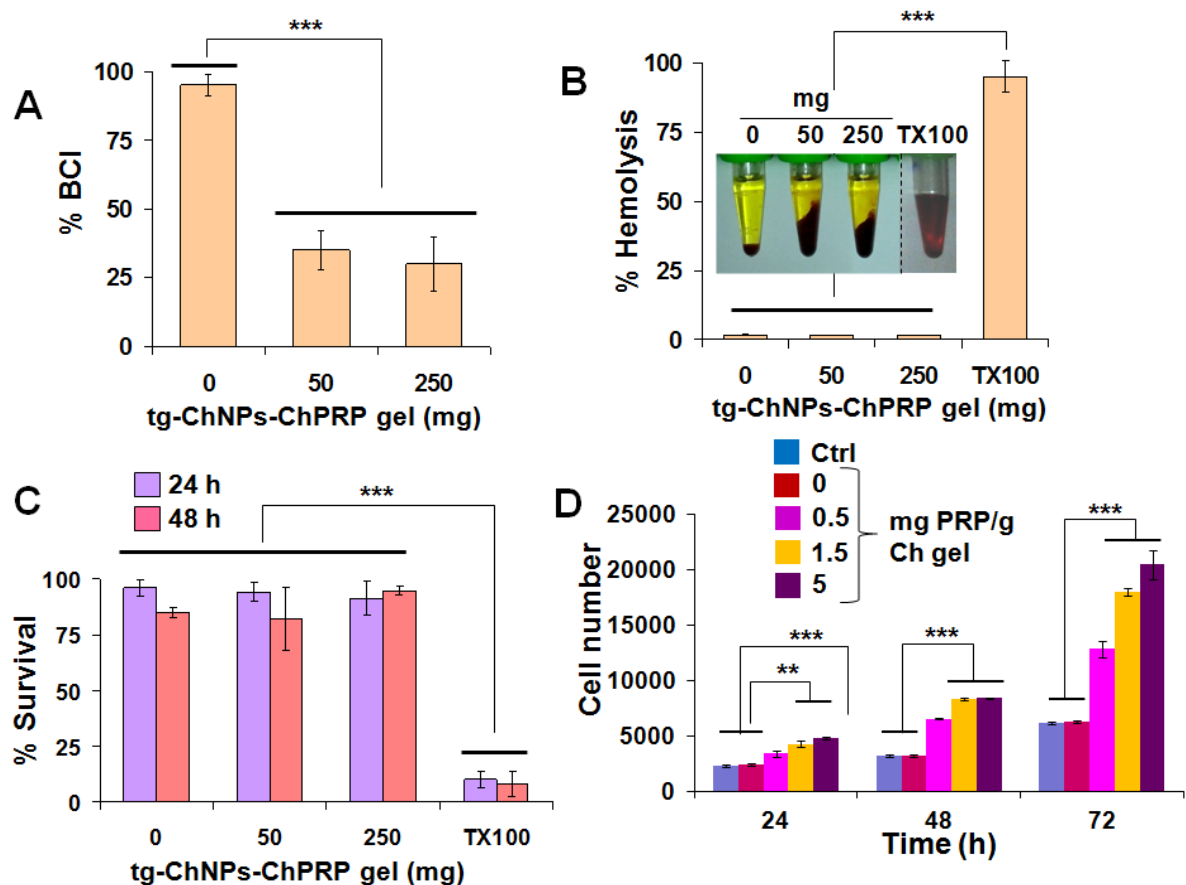 A
***
% BCI
100
75
50
25
0
0 50 250
tg-ChNPs-ChPRP gel (mg)
B
***
% Hemolysis
100
75
50
25
0
mg
0 50 250 TX100
0 50 250 TX100
tg-ChNPs-ChPRP gel (mg)
C
24 h
48 h
***
% Survival
100
75
50
25
0
0 50 250 TX100
tg-ChNPs-ChPRP gel (mg)
D
Ctrl
0
0.5
1.5
5
mg PRP/g
Ch gel
Cell number
25000
20000
15000
10000
5000
0
***
**
***
***
24 48 72
Time (h)